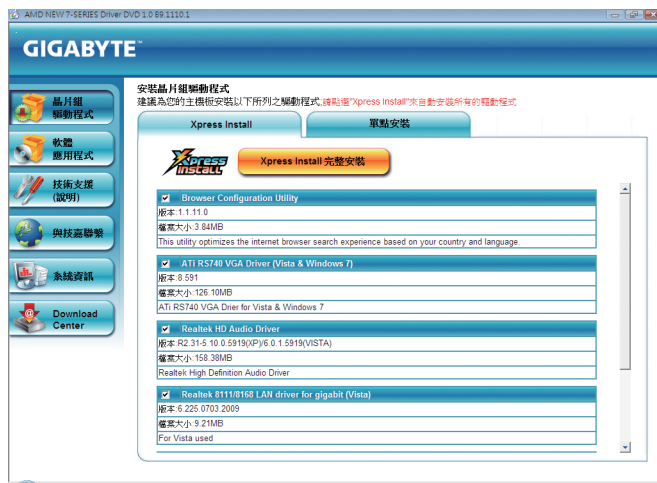 AMD NEW 7-SERIES Driver DVD 1.0 B9.1110.1
GIGABYTE™
晶片組
驅動程式
軟體
應用程式
技術支援
(說明)
與技嘉聯繫
系統資訊
Download
Center
安裝晶片組驅動程式
建議為您的主機板安裝以下所列之驅動程式,請點選"Xpress Install"來自動安裝所有的驅動程式
Xpress Install
單點安裝
Xpress
INSTALL
Xpress Install 完整安裝
Browser Configuration Utility
版本:1.1.11.0
檔案大小:3.84MB
This utility optimizes the internet browser search experience based on your country and language.
ATi RS740 VGA Driver (Vista & Windows 7)
版本:8.591
檔案大小:126.10MB
ATi RS740 VGA Drier for Vista & Windows 7
Realtek HD Audio Driver
版本:R2.31-5.10.0.5919(XP)/6.0.1.5919(VISTA)
檔案大小:158.38MB
Realtek High Definition Audio Driver
Realtek 8111/8168 LAN driver for gigabit (Vista)
版本:6.225.0703.2009
檔案大小:9.21MB
For Vista used